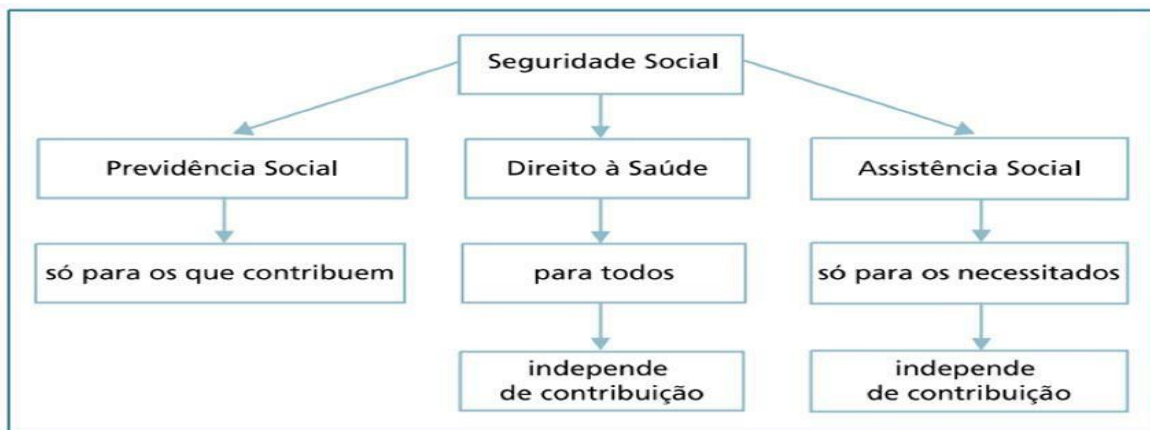 Seguridade Social
Previdência Social
Direito à Saúde
Assistência Social
só para os que contribuem
para todos
só para os necessitados
independe
de contribuição
independe
de contribuição